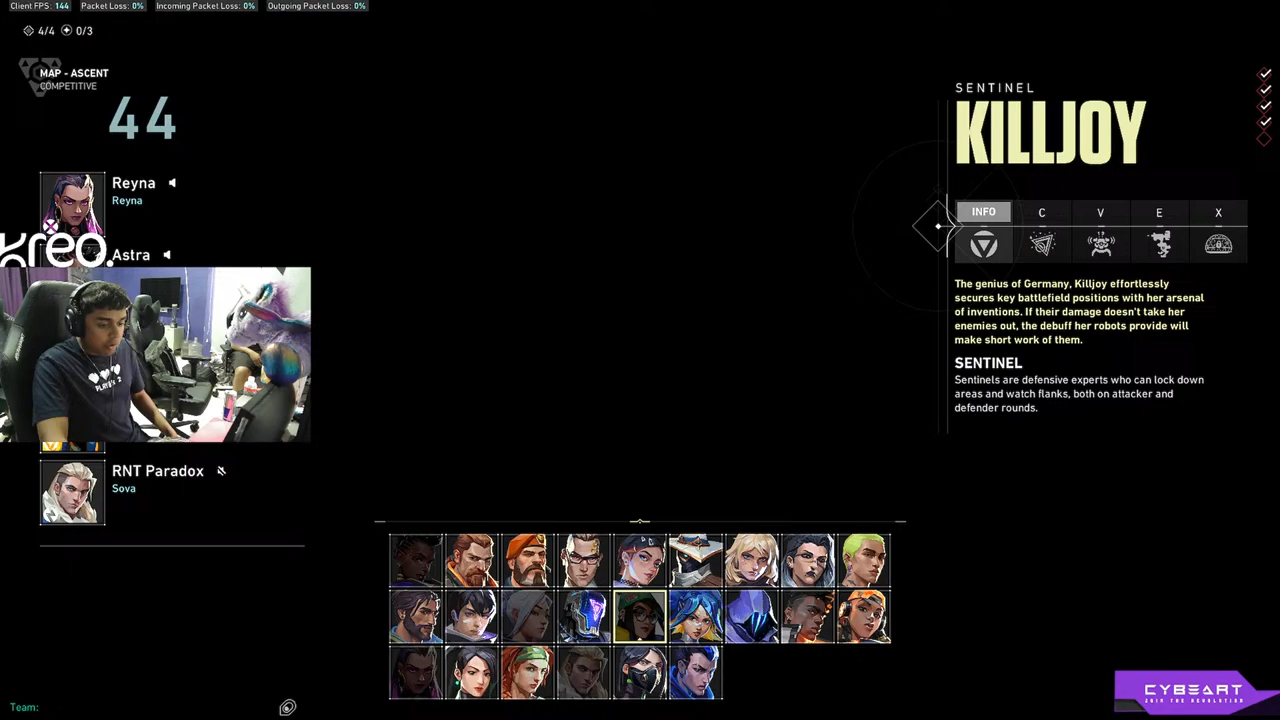 Client FPS: 144 Packet Loss: 0% Incoming Packet Loss: 0% Outgoing Packet Loss: 0%
4/4 0/3
MAP - ASCENT
COMPETITIVE
44
Reyna
Reyna
kreo.
Astra
PLAY
RNT Paradox
Sova
Team:
SENTINEL
KILLJOY
INFO C V E X
The genius of Germany, Killjoy effortlessly
secures key battlefield positions with her arsenal
of inventions. If their damage doesn't take her
enemies out, the debuff her robots provide will
make short work of them.
SENTINEL
Sentinels are defensive experts who can lock down
areas and watch flanks, both on attacker and
defender rounds.
CYBEART
JOIN THE REVOLUTION